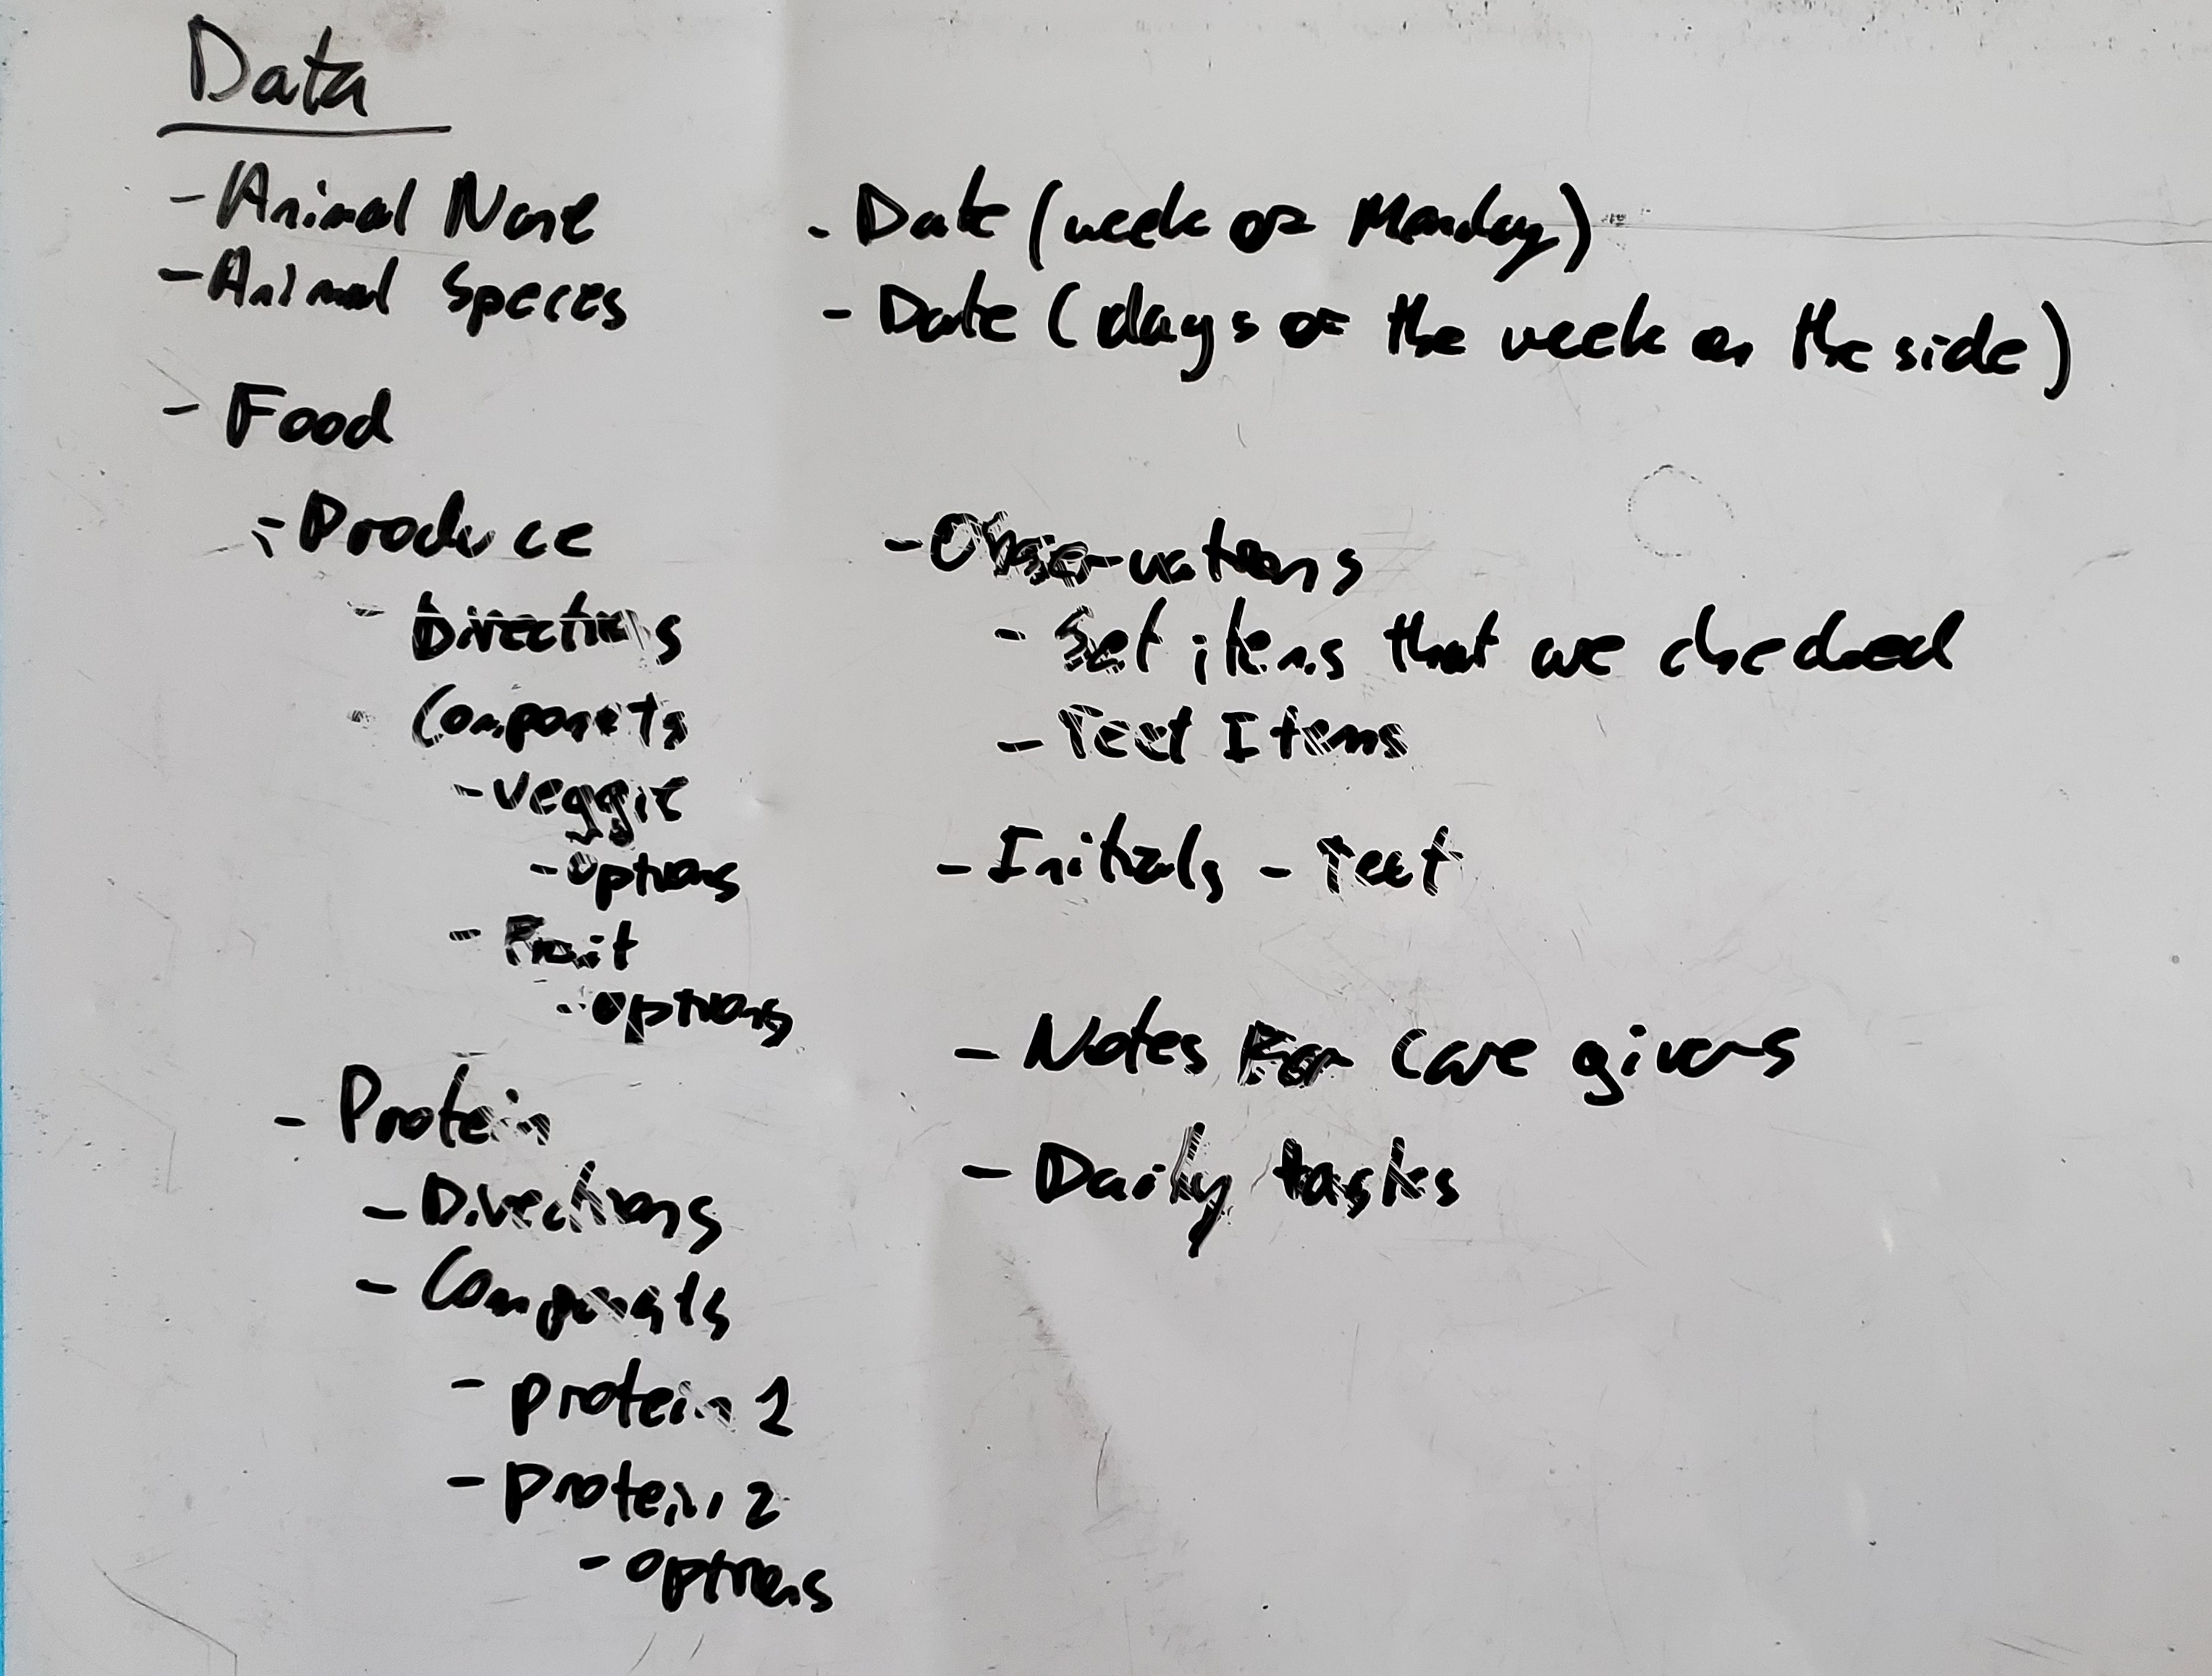 Data
- Animal Name
- Animal Species
- Food
- Produce
- Directions
- Components
- Veggie
- options
- Fruit
- options
- Protein
- Directions
- Components
- protein 1
- protein 2
- options
- Date (week of Monday)
- Date (days of the week on the side)
- Observations
- Set items that are checked
- Text Items
- Initials - Text
- Notes For care givers
- Daily tasks